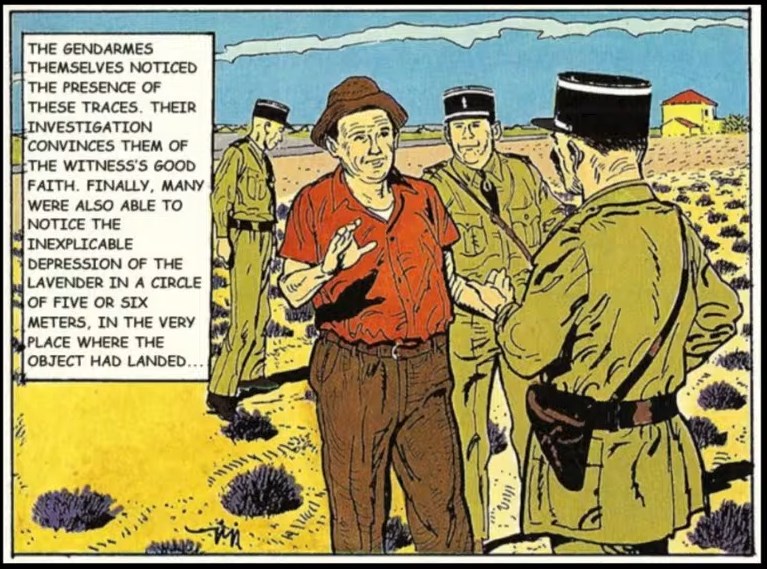 THE GENDARMES
THEMSELVES NOTICED
THE PRESENCE OF
THESE TRACES. THEIR
INVESTIGATION
CONVINCES THEM OF
THE WITNESS'S GOOD
FAITH. FINALLY, MANY
WERE ALSO ABLE TO
NOTICE THE
INEXPLICABLE
DEPRESSION OF THE
LAVENDER IN A CIRCLE
OF FIVE OR SIX
METERS, IN THE VERY
PLACE WHERE THE
OBJECT HAD LANDED...